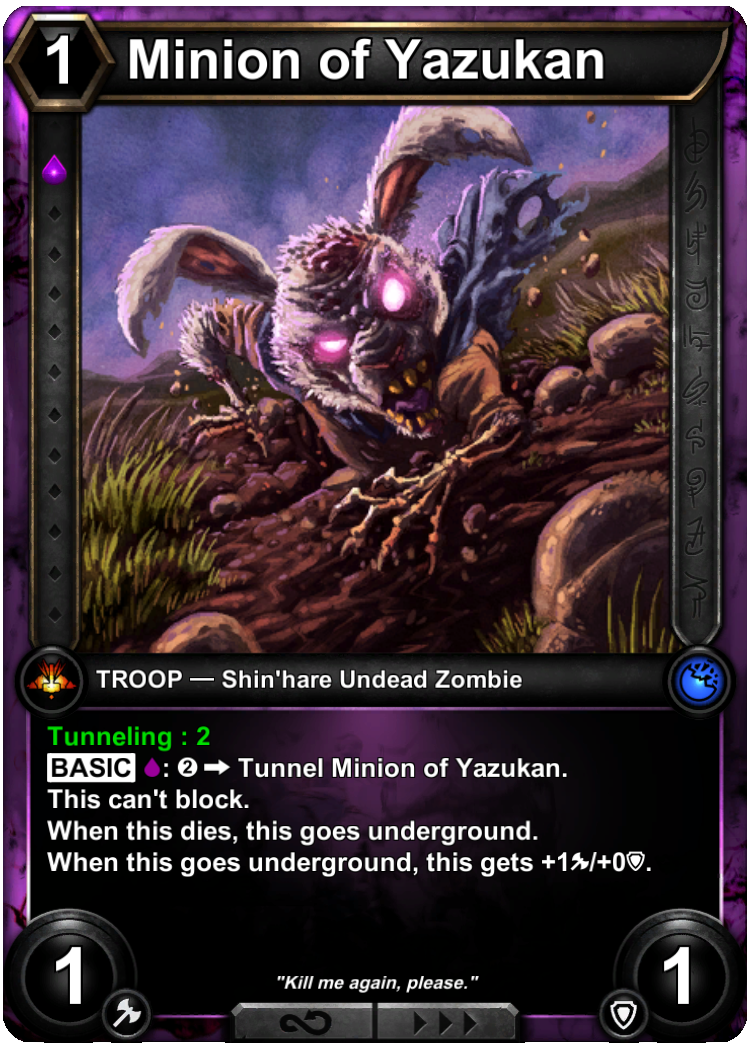 1 Minion of Yazukan
TROOP — Shin'hare Undead Zombie
Tunneling : 2
BASIC : ② ➡ Tunnel Minion of Yazukan.
This can't block.
When this dies, this goes underground.
When this goes underground, this gets +1/+0.
1 1
"Kill me again, please."